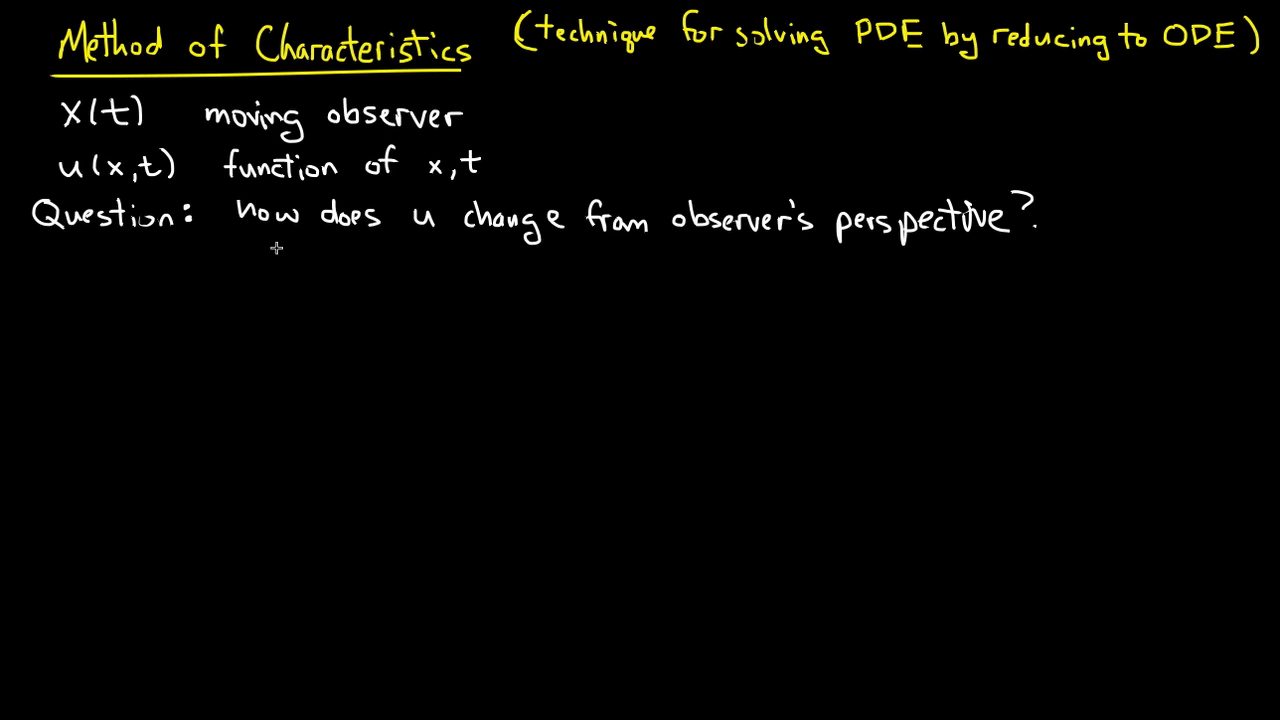 Method of Characteristics (technique for solving PDE by reducing to ODE)
x(t) moving observer
u(x,t) function of x,t
Question: how does u change from observer's perspective?